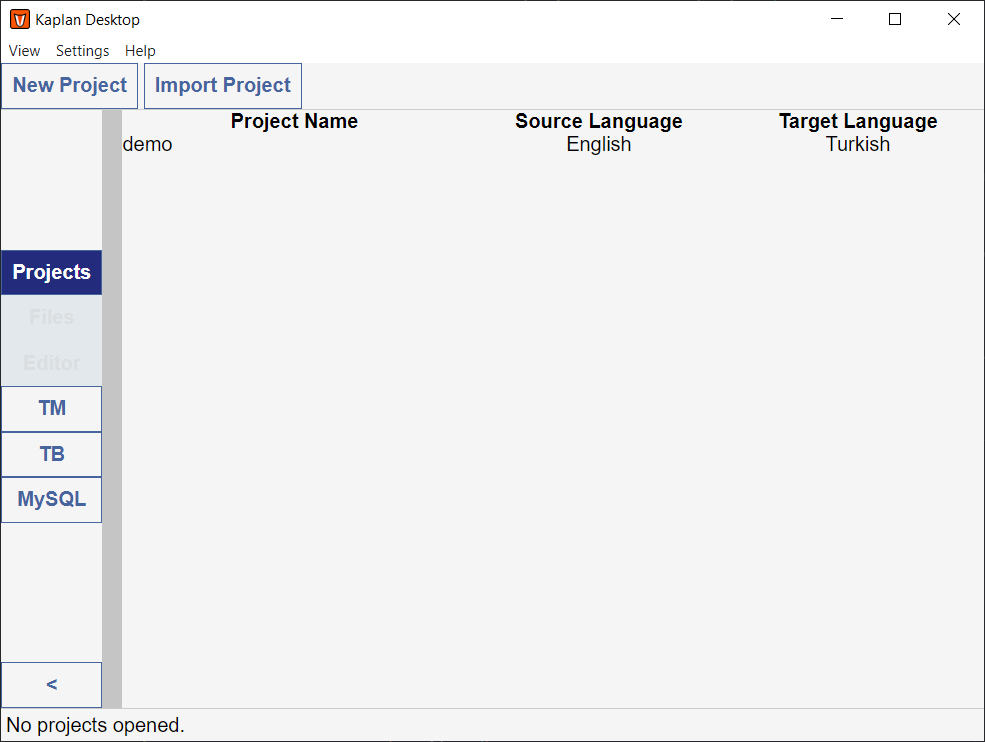 Kaplan Desktop
View Settings Help
New Project Import Project
Project Name Source Language Target Language
demo English Turkish
Projects
Files
Editor
TM
TB
MySQL
<
No projects opened.